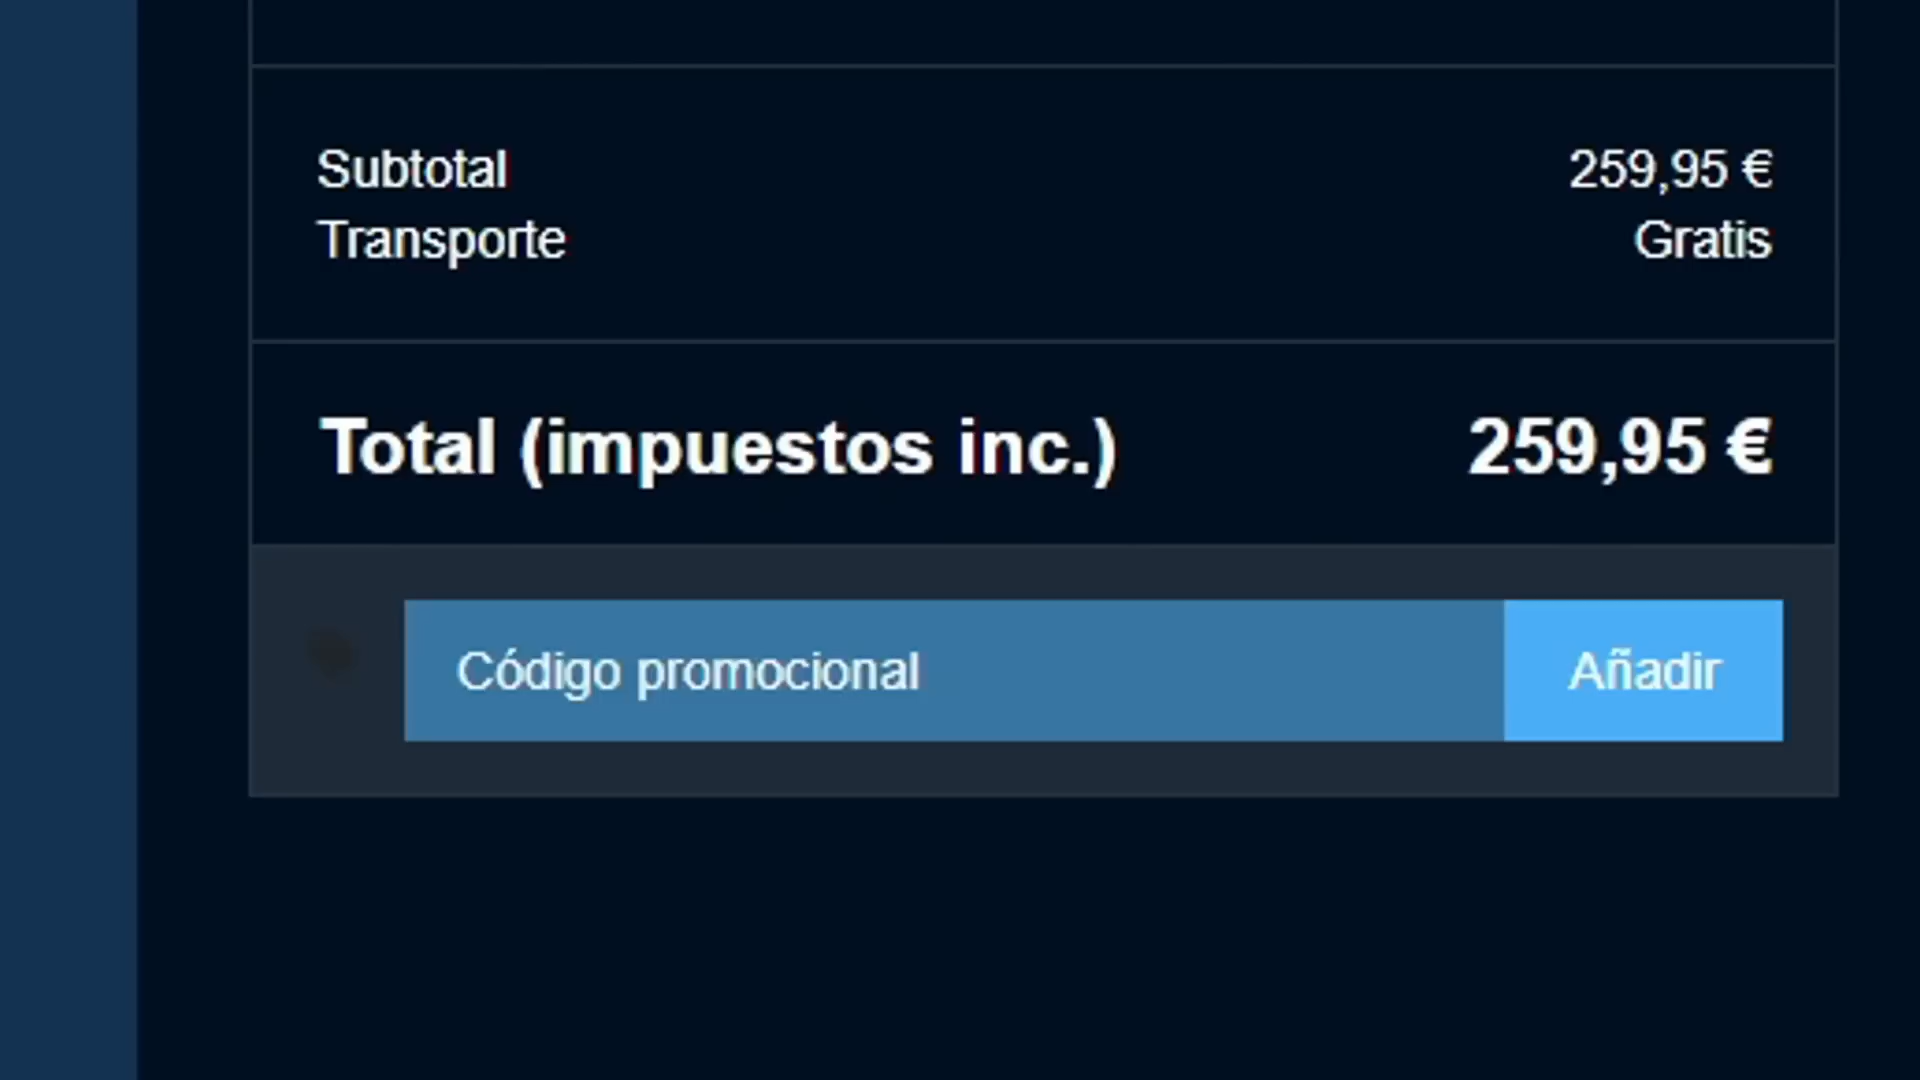 Subtotal 259,95 €
Transporte Gratis
Total (impuestos inc.) 259,95 €
Código promocional Añadir